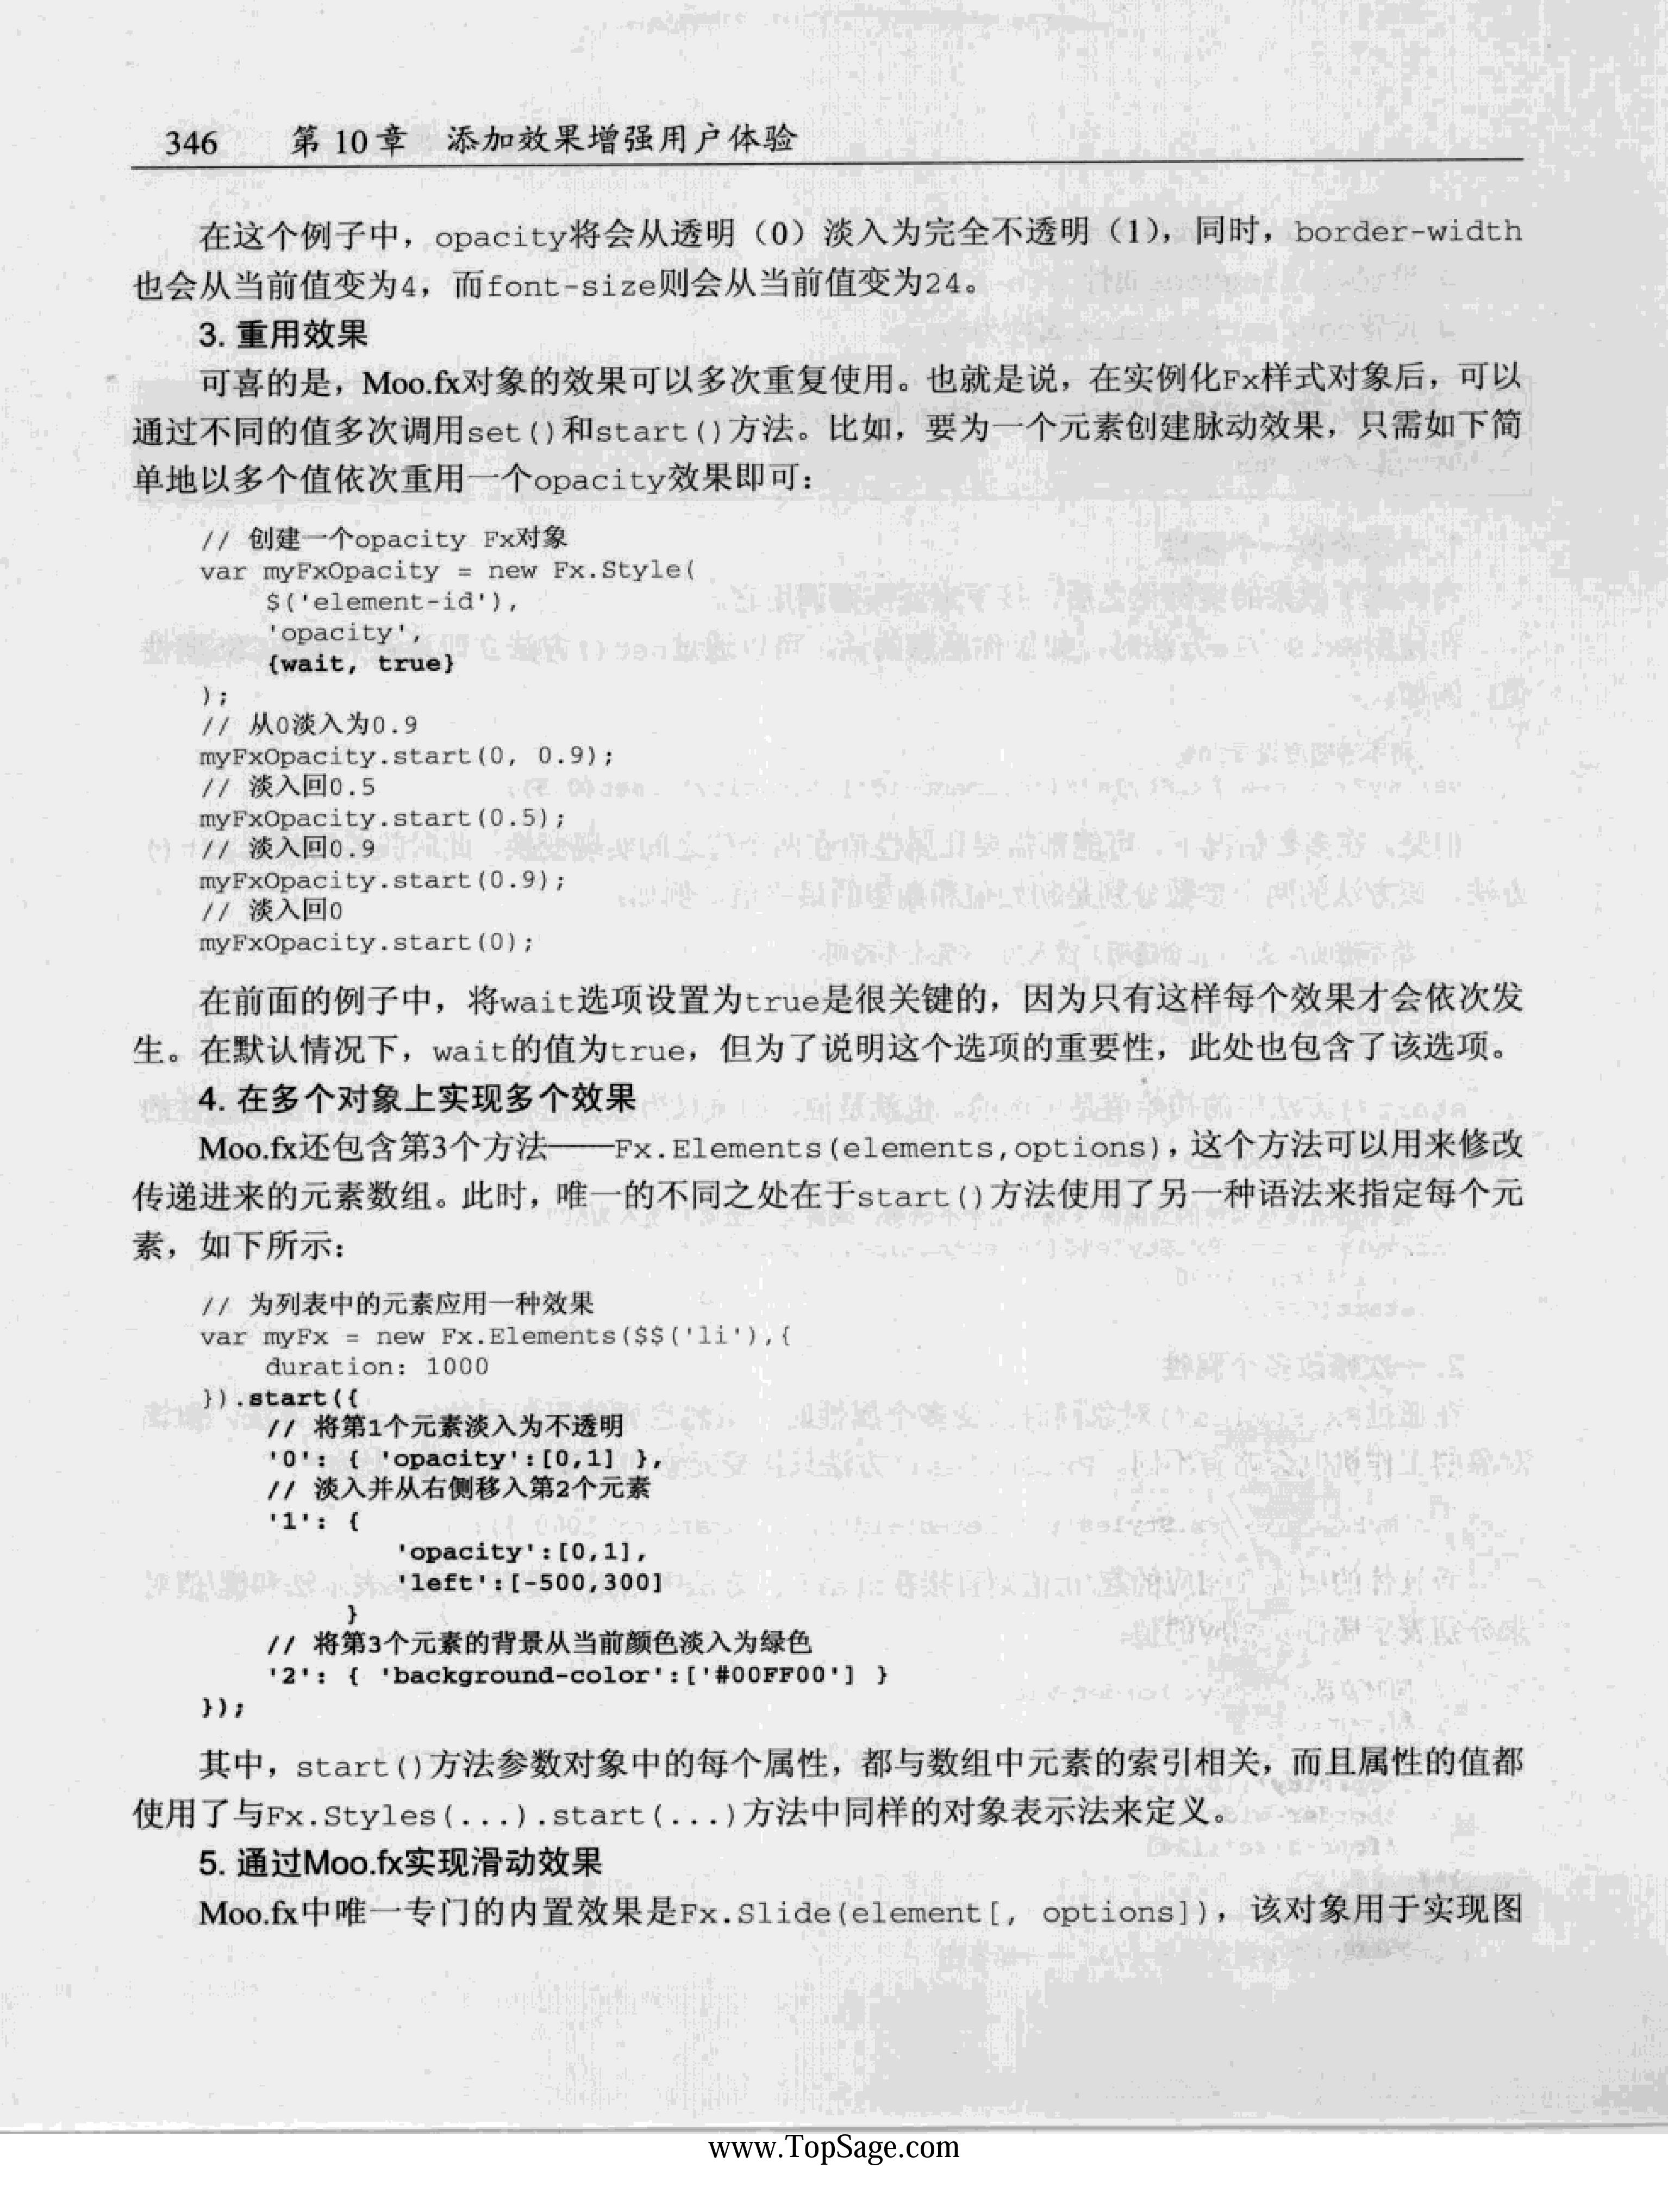 346 第 10 章 添加效果增强用户体验
在这个例子中，opacity将会从透明（0）淡入为完全不透明（1），同时，border-width
也会从当前值变为4，而font-size则会从当前值变为24。
3. 重用效果
可喜的是，Moo.fx对象的效果可以多次重复使用。也就是说，在实例化Fx样式对象后，可以
通过不同的值多次调用set()和start()方法。比如，要为一个元素创建脉动效果，只需如下简
单地以多个值依次重用一个opacity效果即可：
// 创建一个opacity Fx对象
var myFxOpacity = new Fx.Style(
$('element-id'),
'opacity',
{wait, true}
);
// 从0淡入为0.9
myFxOpacity.start(0, 0.9);
// 淡入回0.5
myFxOpacity.start(0.5);
// 淡入回0.9
myFxOpacity.start(0.9);
// 淡入回0
myFxOpacity.start(0);
在前面的例子中，将wait选项设置为true是很关键的，因为只有这样每个效果才会依次发
生。在默认情况下，wait的值为true，但为了说明这个选项的重要性，此处也包含了该选项。
4. 在多个对象上实现多个效果
Moo.fx还包含第3个方法——Fx.Elements(elements,options)，这个方法可以用来修改
传递进来的元素数组。此时，唯一的不同之处在于start()方法使用了另一种语法来指定每个元
素，如下所示：
// 为列表中的元素应用一种效果
var myFx = new Fx.Elements($$('li'),{
duration: 1000
}).start({
// 将第1个元素淡入为不透明
'0': { 'opacity':[0,1] },
// 淡入并从右侧移入第2个元素
'1': {
'opacity':[0,1],
'left':[-500,300]
}
// 将第3个元素的背景从当前颜色淡入为绿色
'2': { 'background-color':['#00FF00'] }
});
其中，start()方法参数对象中的每个属性，都与数组中元素的索引相关，而且属性的值都
使用了与Fx.Styles(...).start(...)方法中同样的对象表示法来定义。
5. 通过Moo.fx实现滑动效果
Moo.fx中唯一专门的内置效果是Fx.Slide(element[, options])，该对象用于实现图
www.TopSage.com